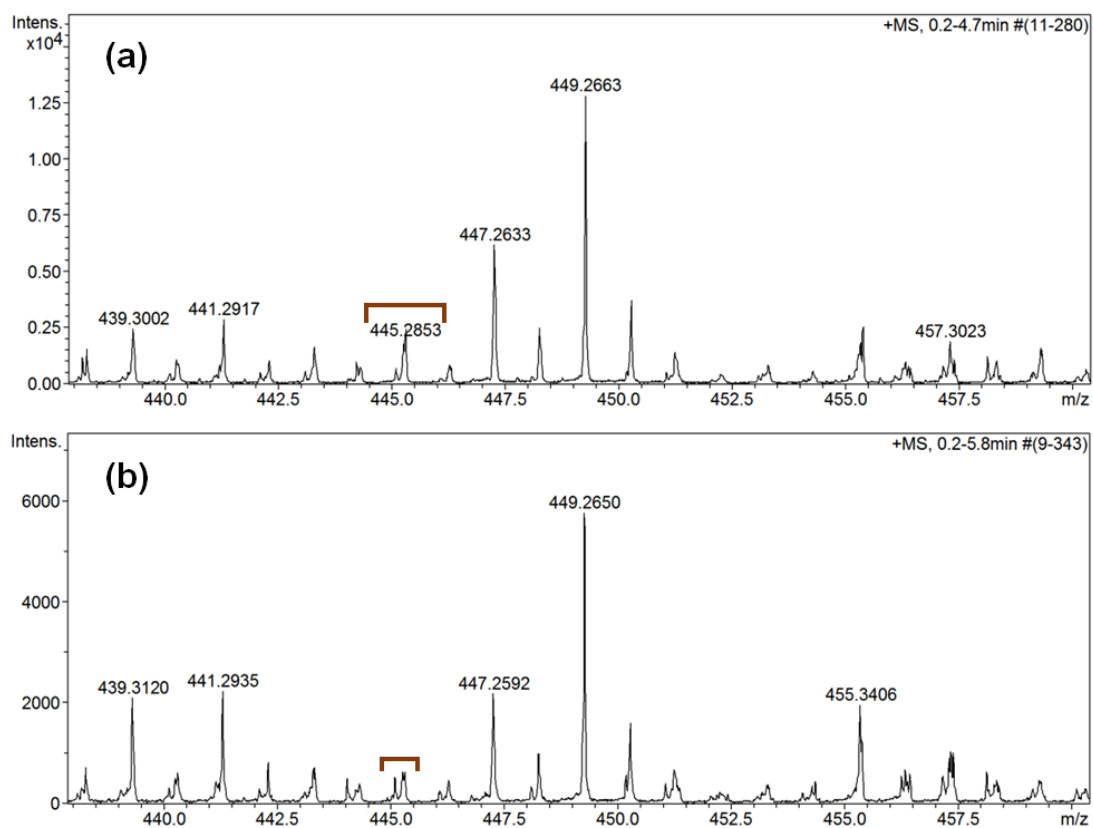 Intens.
x10⁴
+MS, 0.2-4.7min #(11-280)
(a)
449.2663
1.25
1.00
0.75
447.2633
0.50
439.3002 441.2917 445.2853 457.3023
0.25
0.00
440.0 442.5 445.0 447.5 450.0 452.5 455.0 457.5 m/z
Intens.
+MS, 0.2-5.8min #(9-343)
(b)
449.2650
6000
4000
439.3120 441.2935 447.2592 455.3406
2000
0
440.0 442.5 445.0 447.5 450.0 452.5 455.0 457.5 m/z